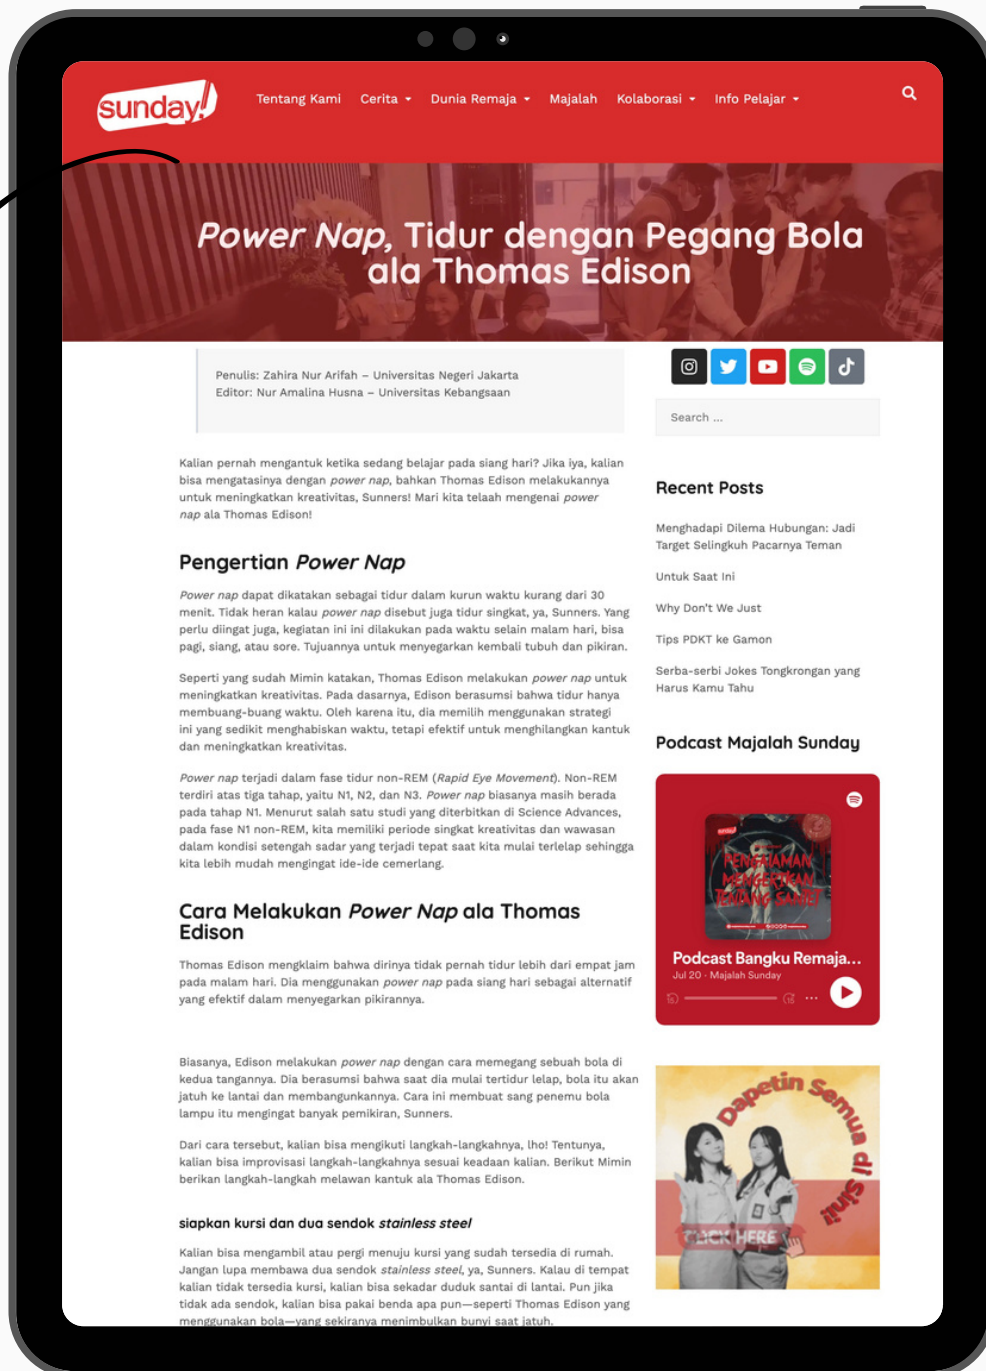 sunday!
Tentang Kami Cerita Dunia Remaja Majalah Kolaborasi Info Pelajar
Power Nap, Tidur dengan Pegang Bola
ala Thomas Edison
Penulis: Zahira Nur Arifah – Universitas Negeri Jakarta
Editor: Nur Amalina Husna – Universitas Kebangsaan
Kalian pernah mengantuk ketika sedang belajar pada siang hari? Jika iya, kalian
bisa mengatasinya dengan power nap, bahkan Thomas Edison melakukannya
untuk meningkatkan kreativitas, Sunners! Mari kita telaah mengenai power
nap ala Thomas Edison!
Pengertian Power Nap
Power nap dapat dikatakan sebagai tidur dalam kurun waktu kurang dari 30
menit. Tidak heran kalau power nap disebut juga tidur singkat, ya, Sunners. Yang
perlu diingat juga, kegiatan ini ini dilakukan pada waktu selain malam hari, bisa
pagi, siang, atau sore. Tujuannya untuk menyegarkan kembali tubuh dan pikiran.
Seperti yang sudah Mimin katakan, Thomas Edison melakukan power nap untuk
meningkatkan kreativitas. Pada dasarnya, Edison berasumsi bahwa tidur hanya
membuang-buang waktu. Oleh karena itu, dia memilih menggunakan strategi
ini yang sedikit menghabiskan waktu, tetapi efektif untuk menghilangkan kantuk
dan meningkatkan kreativitas.
Power nap terjadi dalam fase tidur non-REM (Rapid Eye Movement). Non-REM
terdiri atas tiga tahap, yaitu N1, N2, dan N3. Power nap biasanya masih berada
pada tahap N1. Menurut salah satu studi yang diterbitkan di Science Advances,
pada fase N1 non-REM, kita memiliki periode singkat kreativitas dan wawasan
dalam kondisi setengah sadar yang terjadi tepat saat kita mulai terlelap sehingga
kita lebih mudah mengingat ide-ide cemerlang.
Cara Melakukan Power Nap ala Thomas
Edison
Thomas Edison mengklaim bahwa dirinya tidak pernah tidur lebih dari empat jam
pada malam hari. Dia menggunakan power nap pada siang hari sebagai alternatif
yang efektif dalam menyegarkan pikirannya.
Biasanya, Edison melakukan power nap dengan cara memegang sebuah bola di
kedua tangannya. Dia berasumsi bahwa saat dia mulai tertidur lelap, bola itu akan
jatuh ke lantai dan membangunkannya. Cara ini membuat sang penemu bola
lampu itu mengingat banyak pemikiran, Sunners.
Dari cara tersebut, kalian bisa mengikuti langkah-langkahnya, lho! Tentunya,
kalian bisa improvisasi langkah-langkahnya sesuai keadaan kalian. Berikut Mimin
berikan langkah-langkah melawan kantuk ala Thomas Edison.
siapkan kursi dan dua sendok stainless steel
Kalian bisa mengambil atau pergi menuju kursi yang sudah tersedia di rumah.
Jangan lupa membawa dua sendok stainless steel, ya, Sunners. Kalau di tempat
kalian tidak tersedia kursi, kalian bisa sekadar duduk santai di lantai. Pun jika
tidak ada sendok, kalian bisa pakai benda apa pun—seperti Thomas Edison yang
menggunakan bola—yang sekiranya menimbulkan bunyi saat jatuh.
Search ...
Recent Posts
Menghadapi Dilema Hubungan: Jadi
Target Selingkuh Pacarnya Teman
Untuk Saat Ini
Why Don't We Just
Tips PDKT ke Gamon
Serba-serbi Jokes Tongkrongan yang
Harus Kamu Tahu
Podcast Majalah Sunday
PENGALAMAN
MENGERIKAN
TENTANG SANTET
Podcast Bangku Remaja...
Jul 20 · Majalah Sunday
Dapetin Semua di Sini!
CLICK HERE